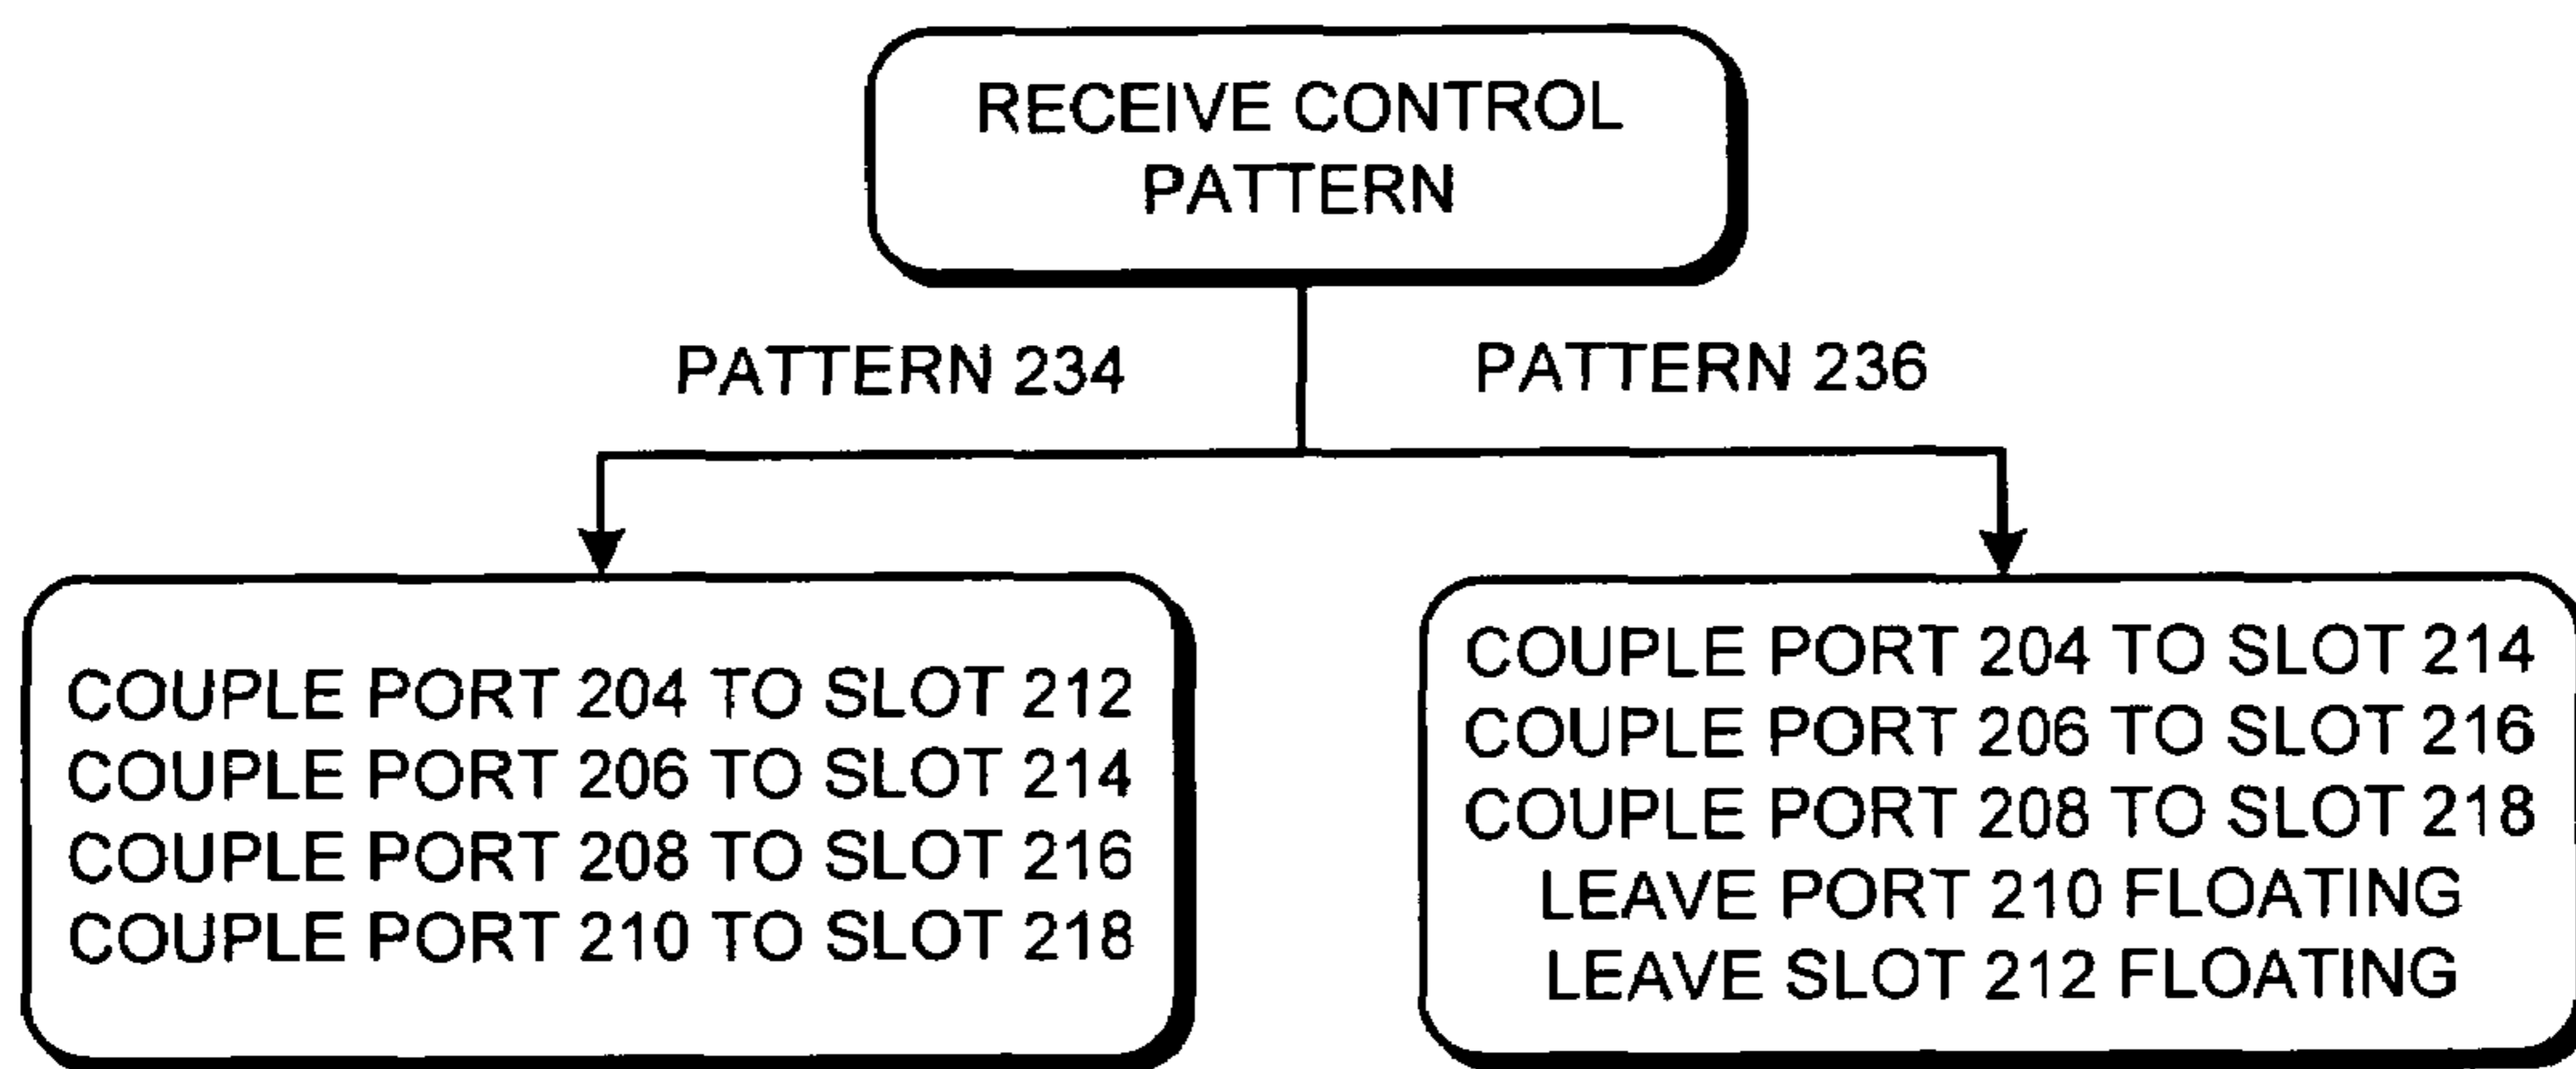 RECEIVE CONTROL
PATTERN
PATTERN 234
PATTERN 236
COUPLE PORT 204 TO SLOT 212
COUPLE PORT 206 TO SLOT 214
COUPLE PORT 208 TO SLOT 216
COUPLE PORT 210 TO SLOT 218
COUPLE PORT 204 TO SLOT 214
COUPLE PORT 206 TO SLOT 216
COUPLE PORT 208 TO SLOT 218
LEAVE PORT 210 FLOATING
LEAVE SLOT 212 FLOATING